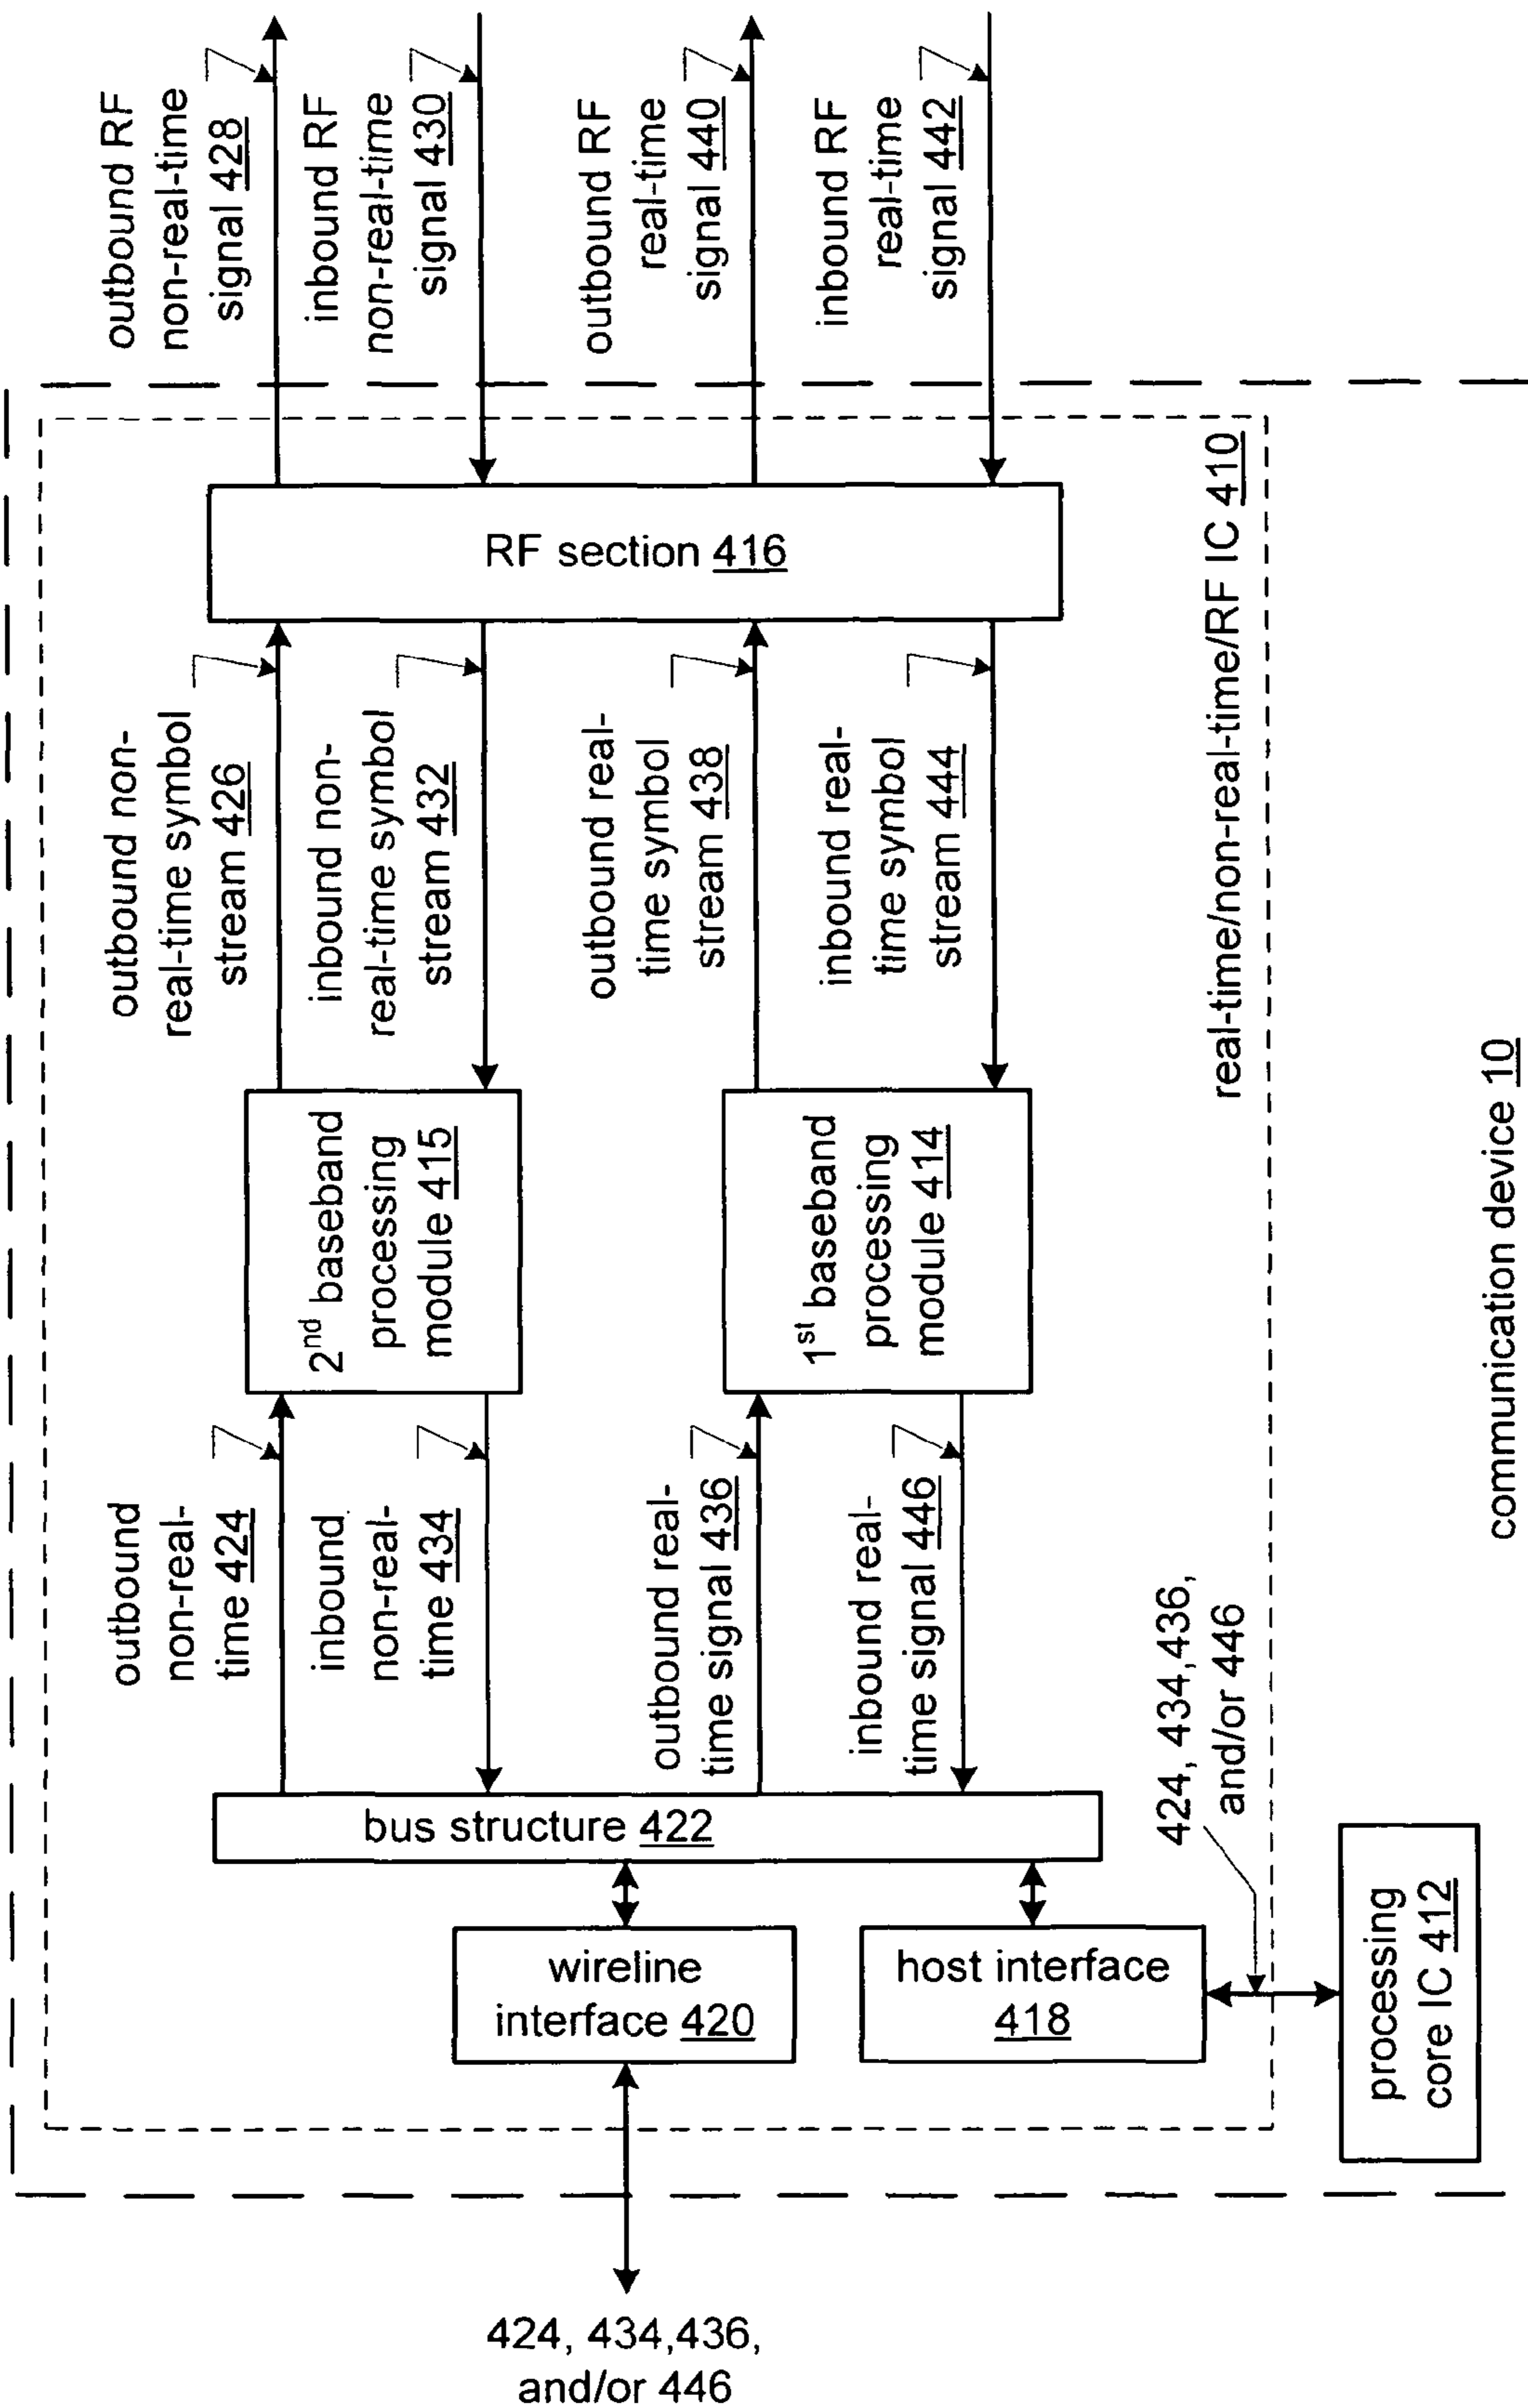 outbound RF
non-real-time
signal 428
inbound RF
non-real-time
signal 430
outbound RF
real-time
signal 440
inbound RF
real-time
signal 442
RF section 416
real-time/non-real-time/RF IC 410
outbound non-
real-time symbol
stream 426
inbound non-
real-time symbol
stream 432
outbound real-
time symbol
stream 438
inbound real-
time symbol
stream 444
2nd baseband
processing
module 415
1st baseband
processing
module 414
communication device 10
outbound
non-real-
time 424
inbound
non-real-
time 434
outbound real-
time signal 436
inbound real-
time signal 446
bus structure 422
424, 434,436,
and/or 446
wireline
interface 420
host interface
418
processing
core IC 412
424, 434,436,
and/or 446